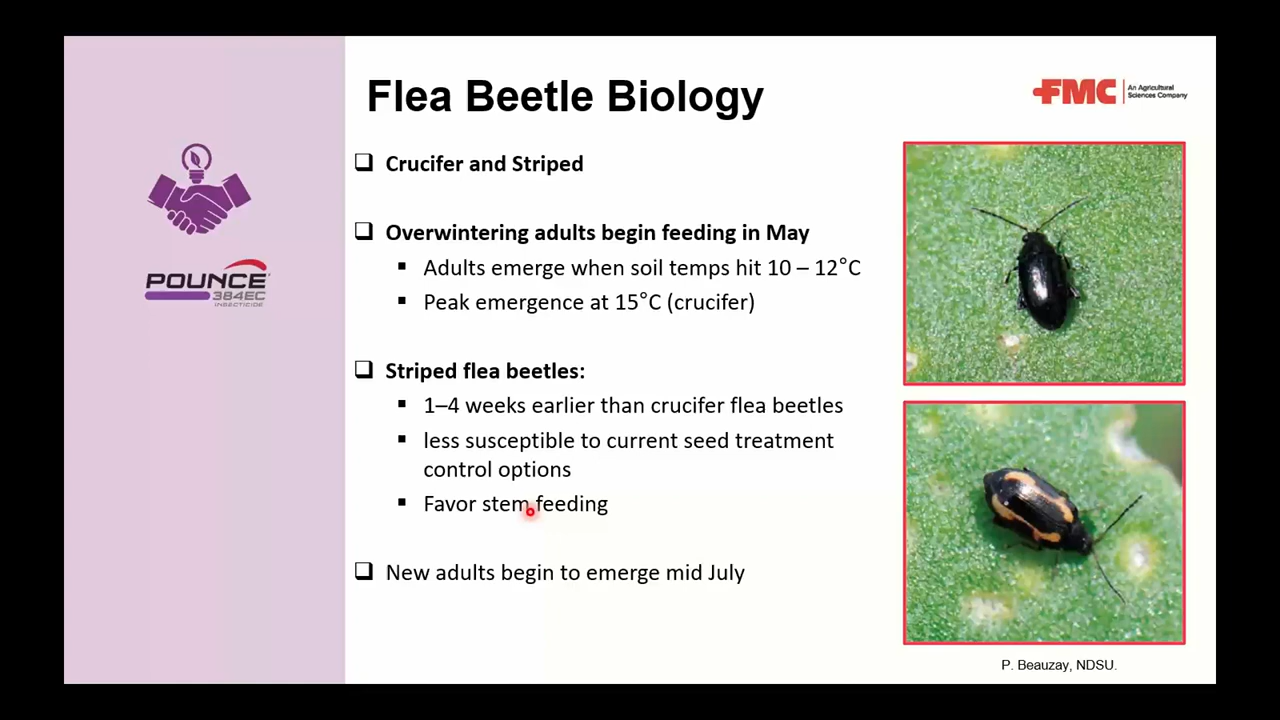 Flea Beetle Biology
FMC
An Agricultural
Sciences Company
❑ Crucifer and Striped
❑ Overwintering adults begin feeding in May
▪ Adults emerge when soil temps hit 10 – 12°C
▪ Peak emergence at 15°C (crucifer)
POUNCE
384EC
INSECTICIDE
❑ Striped flea beetles:
▪ 1–4 weeks earlier than crucifer flea beetles
▪ less susceptible to current seed treatment
control options
▪ Favor stem feeding
❑ New adults begin to emerge mid July
P. Beauzay, NDSU.